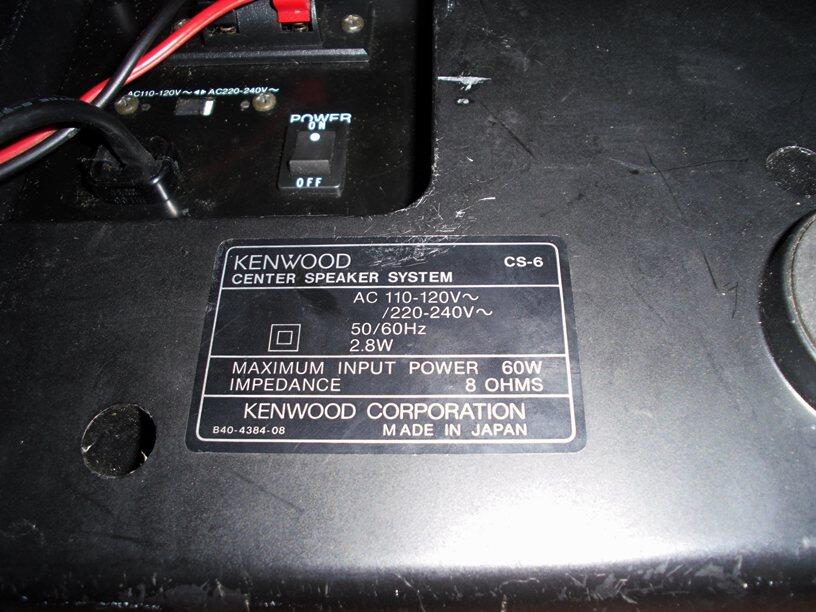 AC110-120V～ ◄► AC220-240V～
POWER
ON
OFF
KENWOOD CS-6
CENTER SPEAKER SYSTEM
AC 110-120V～
/220-240V～
50/60Hz
2.8W
MAXIMUM INPUT POWER 60W
IMPEDANCE 8 OHMS
KENWOOD CORPORATION
B40-4384-08 MADE IN JAPAN